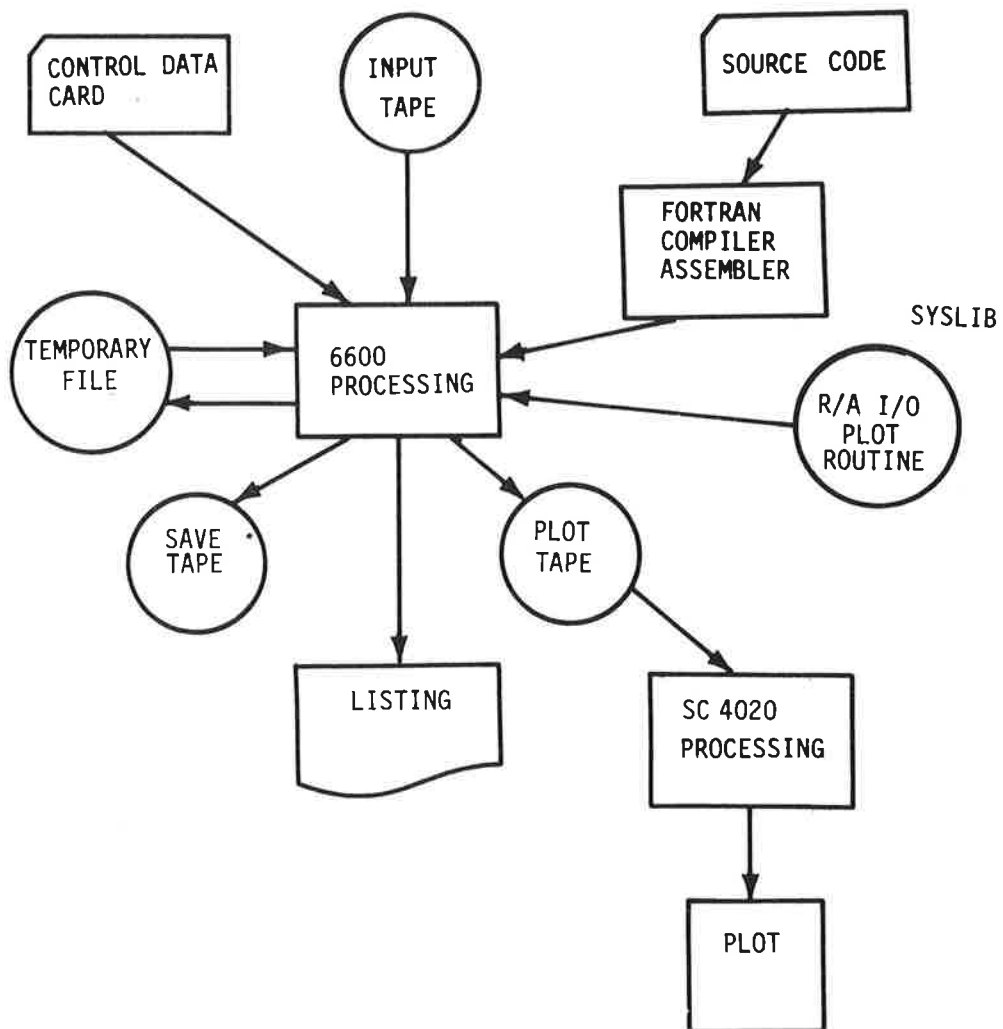 CONTROL DATA
CARD
INPUT
TAPE
SOURCE CODE
FORTRAN
COMPILER
ASSEMBLER
SYSLIB
TEMPORARY
FILE
6600
PROCESSING
R/A I/O
PLOT
ROUTINE
SAVE
TAPE
PLOT
TAPE
LISTING
SC 4020
PROCESSING
PLOT